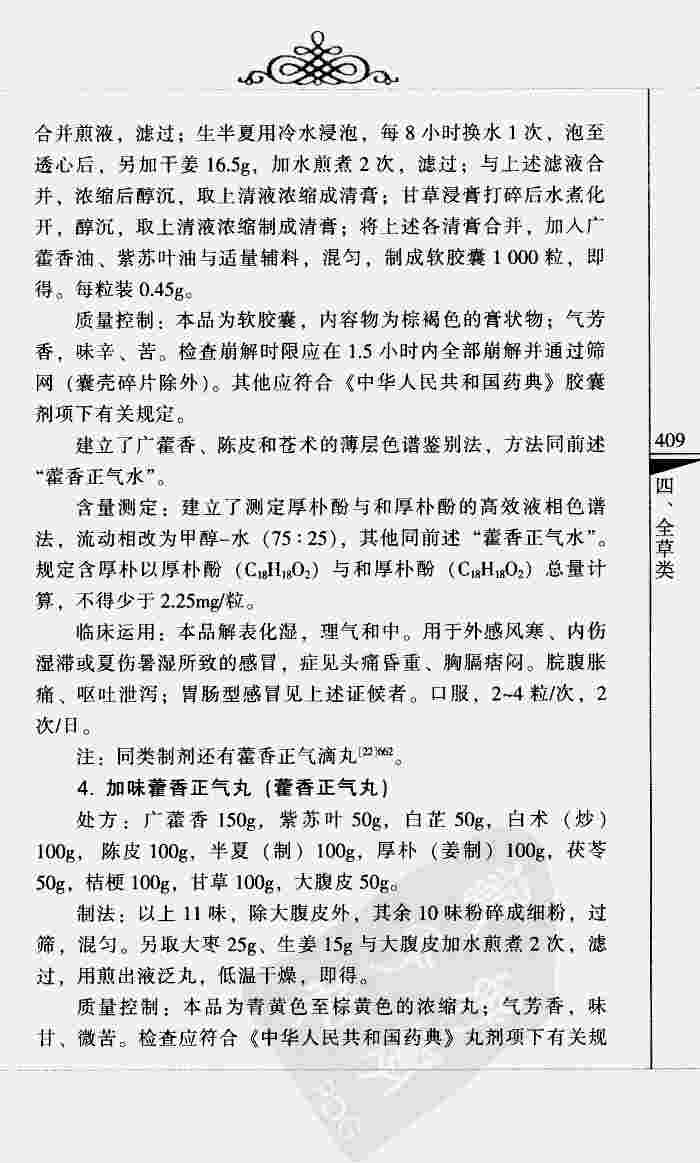 合并煎液，滤过；生半夏用冷水浸泡，每 8 小时换水 1 次，泡至
透心后，另加干姜 16.5g，加水煎煮 2 次，滤过；与上述滤液合
并，浓缩后醇沉，取上清液浓缩成清膏；甘草浸膏打碎后水煮化
开，醇沉，取上清液浓缩制成清膏；将上述各清膏合并，加入广
藿香油、紫苏叶油与适量辅料，混匀，制成软胶囊 1 000 粒，即
得。每粒装 0.45g。
质量控制：本品为软胶囊，内容物为棕褐色的膏状物；气芳
香，味辛、苦。检查崩解时限应在 1.5 小时内全部崩解并通过筛
网（囊壳碎片除外）。其他应符合《中华人民共和国药典》胶囊
剂项下有关规定。
建立了广藿香、陈皮和苍术的薄层色谱鉴别法，方法同前述
“藿香正气水”。
含量测定：建立了测定厚朴酚与和厚朴酚的高效液相色谱
法，流动相改为甲醇-水（75∶25），其他同前述“藿香正气水”。
规定含厚朴以厚朴酚（C₁₈H₁₈O₂）与和厚朴酚（C₁₈H₁₈O₂）总量计
算，不得少于 2.25mg/粒。
临床运用：本品解表化湿，理气和中。用于外感风寒、内伤
湿滞或夏伤暑湿所致的感冒，症见头痛昏重、胸膈痞闷。脘腹胀
痛、呕吐泄泻；胃肠型感冒见上述证候者。口服，2~4 粒/次，2
次/日。
注：同类制剂还有藿香正气滴丸[22]662。
4. 加味藿香正气丸（藿香正气丸）
处方：广藿香 150g，紫苏叶 50g，白芷 50g，白术（炒）
100g，陈皮 100g，半夏（制）100g，厚朴（姜制）100g，茯苓
50g，桔梗 100g，甘草 100g，大腹皮 50g。
制法：以上 11 味，除大腹皮外，其余 10 味粉碎成细粉，过
筛，混匀。另取大枣 25g、生姜 15g 与大腹皮加水煎煮 2 次，滤
过，用煎出液泛丸，低温干燥，即得。
质量控制：本品为青黄色至棕黄色的浓缩丸；气芳香，味
甘、微苦。检查应符合《中华人民共和国药典》丸剂项下有关规
409
四、全草类
PDG